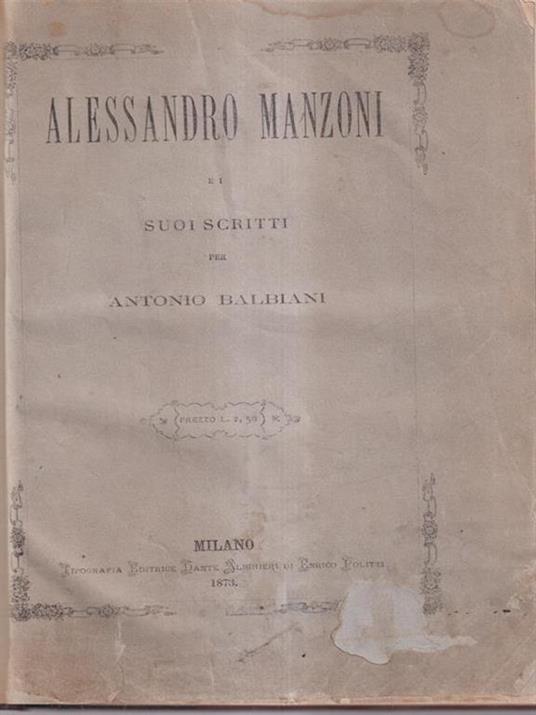 ALESSANDRO MANZONI
E I
SUOI SCRITTI
PER
ANTONIO BALBIANI
PREZZO L. 2, 50
MILANO
TIPOGRAFIA EDITRICE DANTE ALIGHIERI DI ENRICO POLITTI
1873.